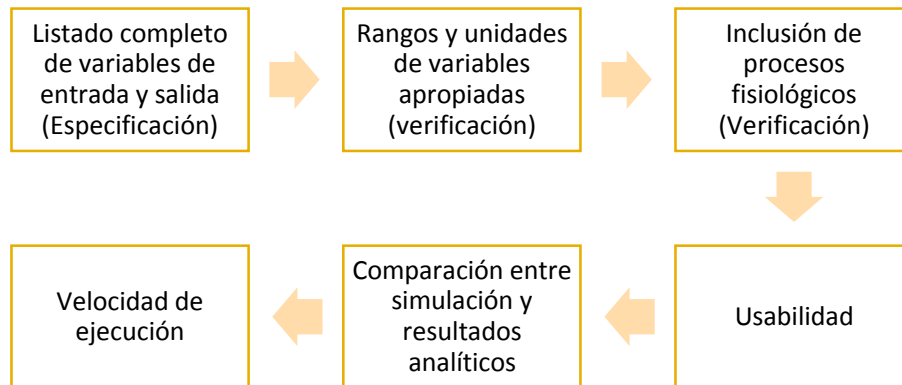 Listado completo
de variables de
entrada y salida
(Especificación)
Rangos y unidades
de variables
apropiadas
(verificación)
Inclusión de
procesos
fisiológicos
(Verificación)
Usabilidad
Comparación entre
simulación y
resultados
analíticos
Velocidad de
ejecución